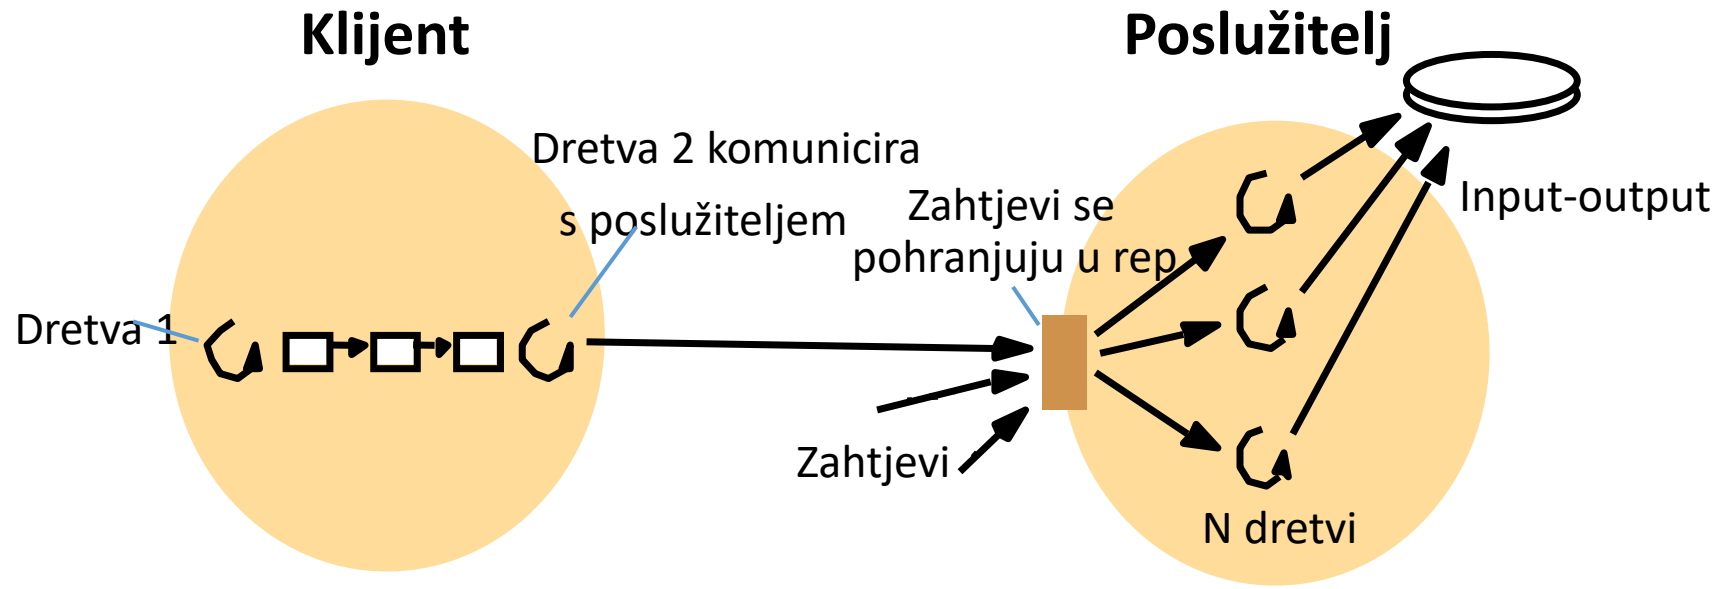 Klijent
Poslužitelj
Dretva 2 komunicira
s poslužiteljem
Zahtjevi se
pohranjuju u rep
Input-output
Dretva 1
Zahtjevi
N dretvi